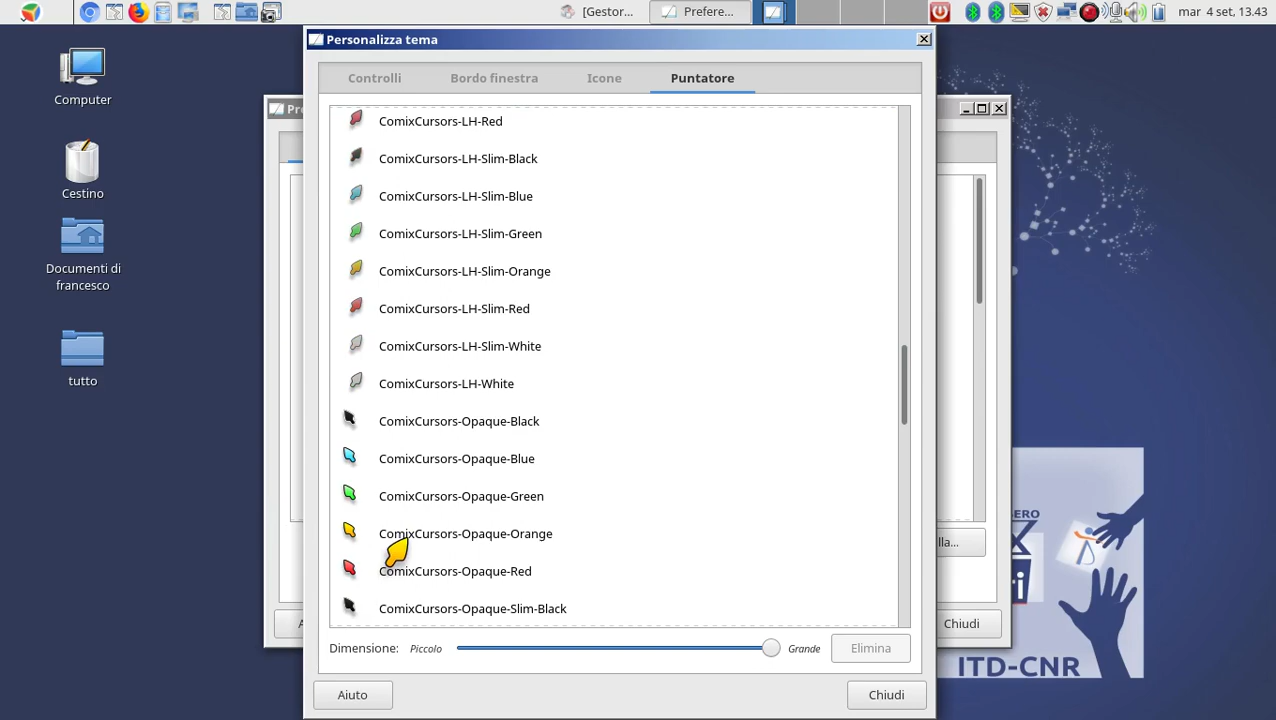 [Gestor...
Prefere...
mar 4 set, 13.43
Computer
Cestino
Documenti di
francesco
tutto
Personalizza tema
Controlli
Bordo finestra
Icone
Puntatore
ComixCursors-LH-Red
ComixCursors-LH-Slim-Black
ComixCursors-LH-Slim-Blue
ComixCursors-LH-Slim-Green
ComixCursors-LH-Slim-Orange
ComixCursors-LH-Slim-Red
ComixCursors-LH-Slim-White
ComixCursors-LH-White
ComixCursors-Opaque-Black
ComixCursors-Opaque-Blue
ComixCursors-Opaque-Green
ComixCursors-Opaque-Orange
ComixCursors-Opaque-Red
ComixCursors-Opaque-Slim-Black
Dimensione:
Piccolo
Grande
Elimina
Aiuto
Chiudi
Pr
lla...
A
Chiudi
ERO
X
ri
ITD-CNR